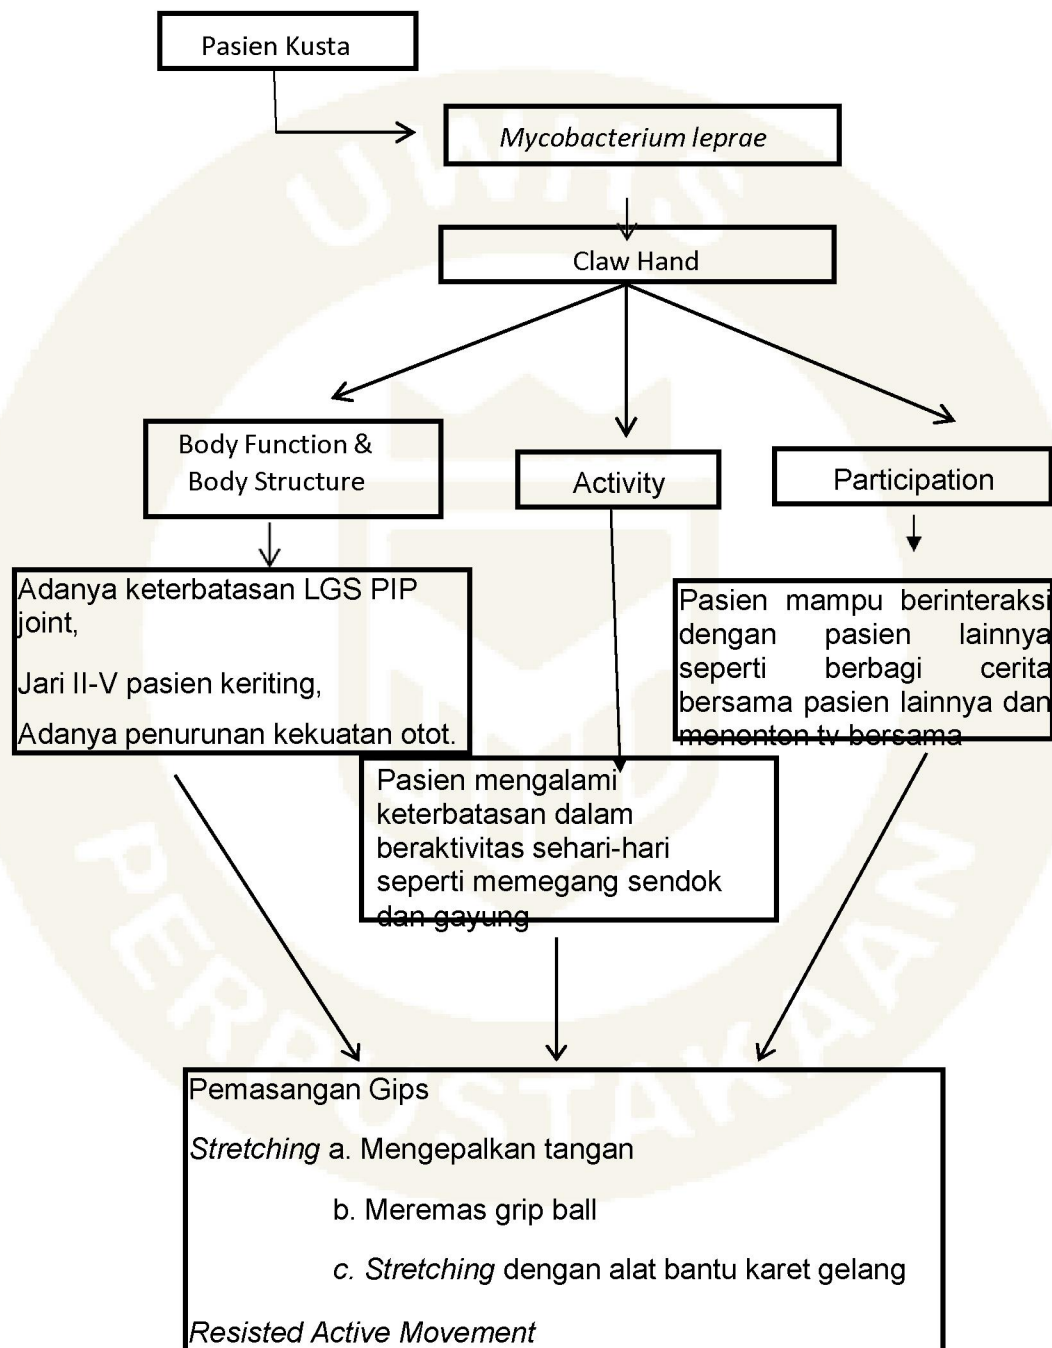 UWHS
PERPUSTAKAAN
Pasien Kusta
Mycobacterium leprae
Claw Hand
Body Function &
Body Structure
Activity
Participation
Adanya keterbatasan LGS PIP
joint,
Jari II-V pasien keriting,
Adanya penurunan kekuatan otot.
Pasien mampu berinteraksi
dengan pasien lainnya
seperti berbagi cerita
bersama pasien lainnya dan
menonton tv bersama
Pasien mengalami
keterbatasan dalam
beraktivitas sehari-hari
seperti memegang sendok
dan gayung
Pemasangan Gips
Stretching a. Mengepalkan tangan
b. Meremas grip ball
c. Stretching dengan alat bantu karet gelang
Resisted Active Movement